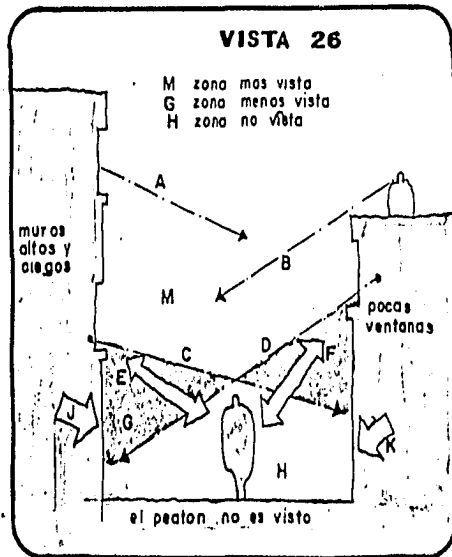 VISTA 26
M zona mas vista
G zona menos vista
H zona no vista
A
muros
altos y
ciegos
B
M
pocas
ventanas
C
D
E
F
J
G
K
H
el peaton no es visto